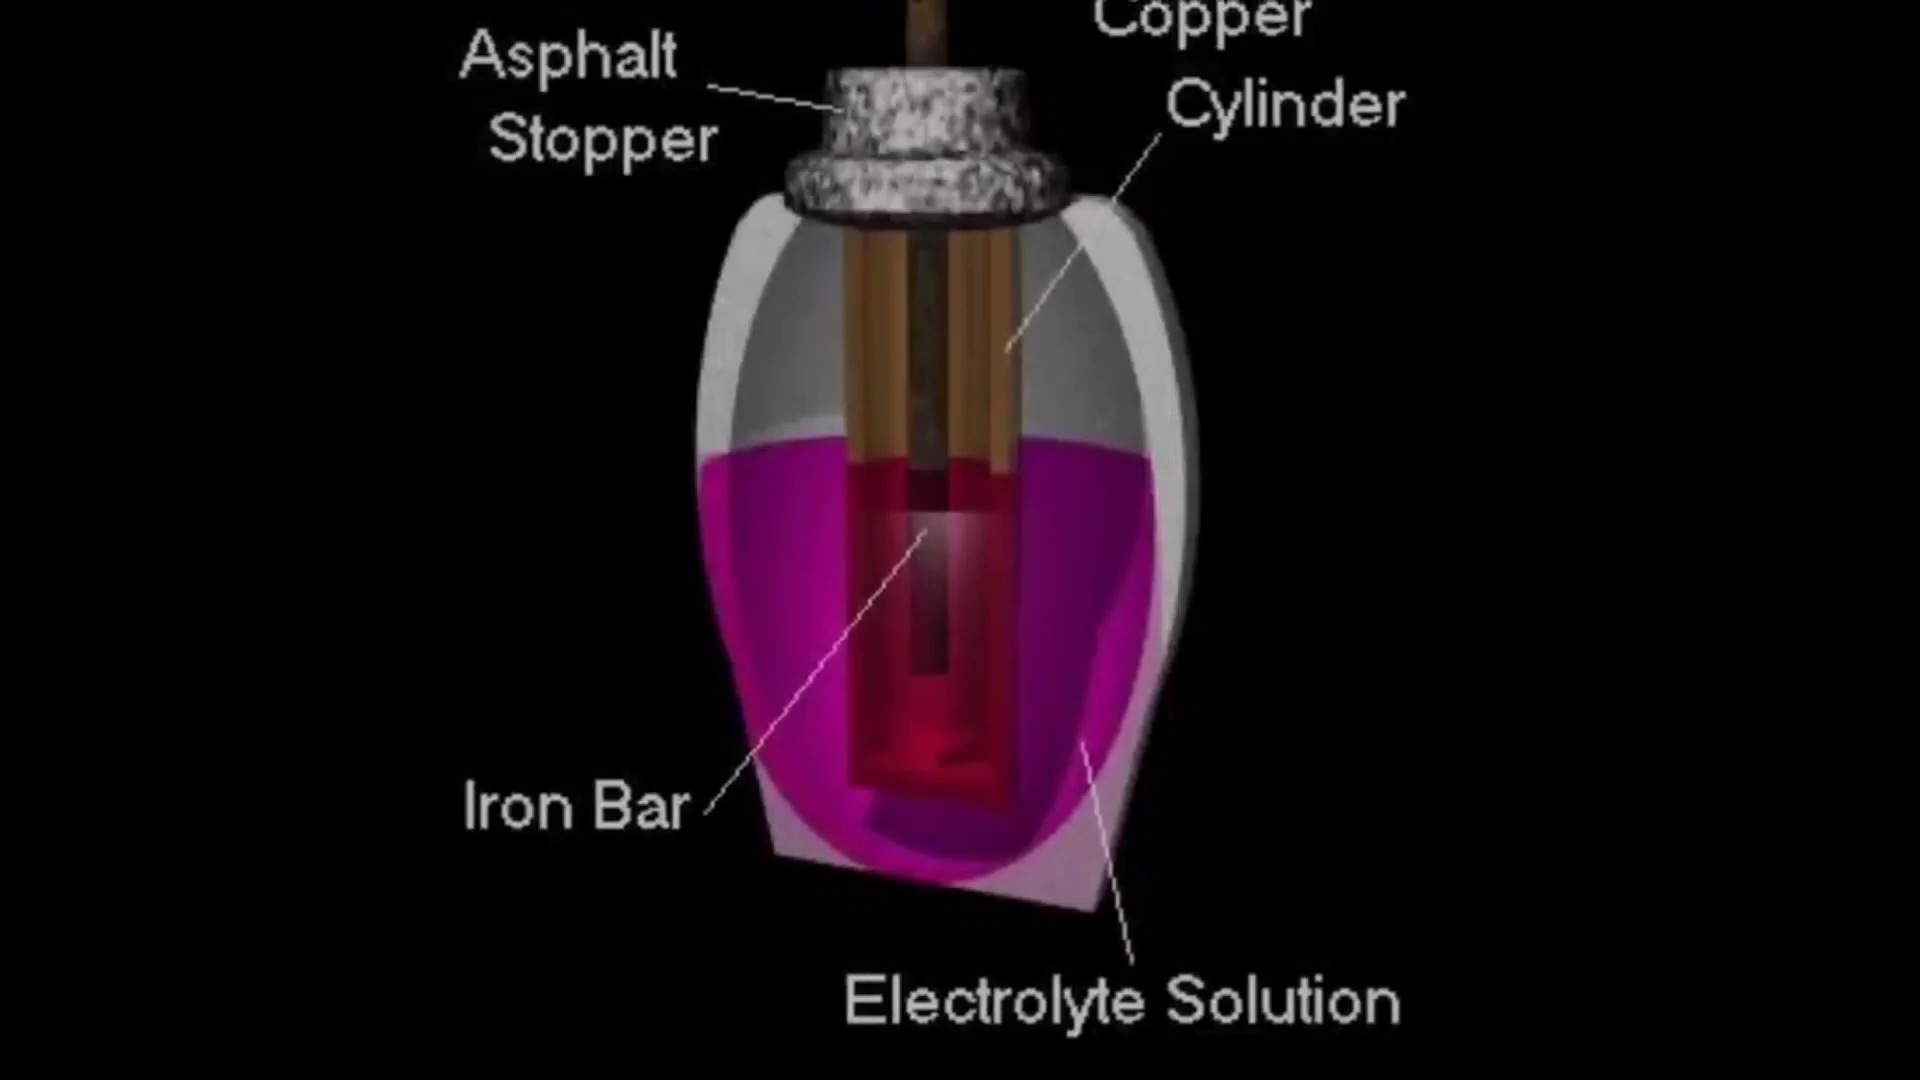 Asphalt
Stopper
Copper
Cylinder
Iron Bar
Electrolyte Solution